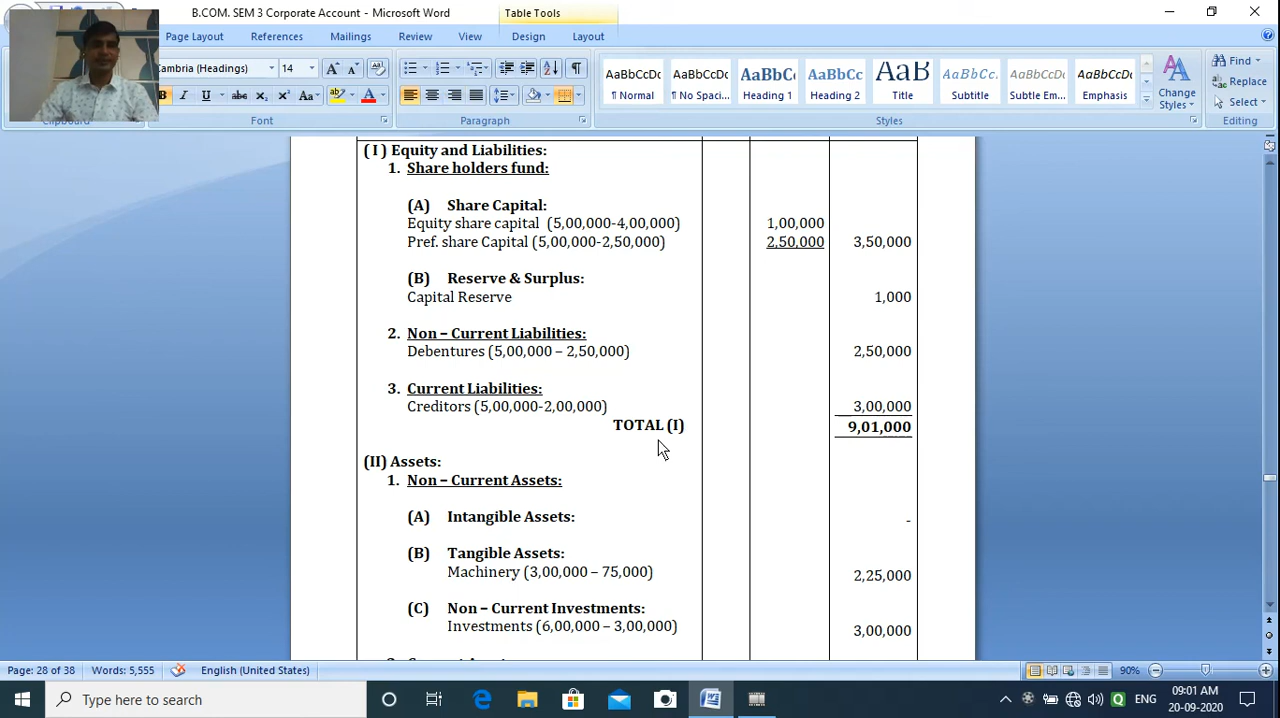 B.COM. SEM 3 Corporate Account - Microsoft Word
Table Tools
Page Layout References Mailings Review View Design Layout
ambria (Headings) 14
AaBbCcDc AaBbCcDc AaBbC AaBbCc AaB AaBbCc. AaBbCcDc AaBbCcDc
¶ Normal ¶ No Spaci... Heading 1 Heading 2 Title Subtitle Subtle Em... Emphasis
Change Styles
Find
Replace
Select
Clipboard Font Paragraph Styles Editing
( I ) Equity and Liabilities:
1. Share holders fund:
(A) Share Capital:
Equity share capital (5,00,000-4,00,000) 1,00,000
Pref. share Capital (5,00,000-2,50,000) 2,50,000 3,50,000
(B) Reserve & Surplus:
Capital Reserve 1,000
2. Non – Current Liabilities:
Debentures (5,00,000 – 2,50,000) 2,50,000
3. Current Liabilities:
Creditors (5,00,000-2,00,000) 3,00,000
TOTAL (I) 9,01,000
(II) Assets:
1. Non – Current Assets:
(A) Intangible Assets: -
(B) Tangible Assets:
Machinery (3,00,000 – 75,000) 2,25,000
(C) Non – Current Investments:
Investments (6,00,000 – 3,00,000) 3,00,000
Page: 28 of 38 Words: 5,555 English (United States) 90%
Type here to search
ENG
09:01 AM
20-09-2020